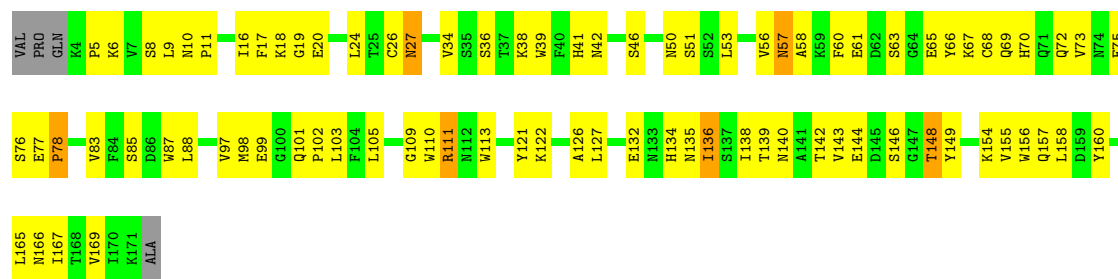 VAL PRO GLN K4 P5 K6 V7 S8 L9 N10 P11 I16 F17 K18 G19 E20 L24 T25 C26 N27 V34 S35 S36 T37 K38 W39 F40 H41 N42 S46 N50 S51 S52 L53 V56 N57 A58 K59 F60 E61 D62 S63 G64 E65 Y66 K67 C68 Q69 H70 Q71 Q72 V73 N74 E75
S76 E77 P78 V83 F84 S85 D86 W87 L88 V97 M98 E99 G100 Q101 P102 L103 F104 L105 G109 W110 R111 N112 W113 Y121 K122 A126 L127 E132 N133 H134 N135 I136 S137 I138 T139 N140 A141 T142 V143 E144 D145 S146 G147 T148 Y149 K154 V155 W156 Q157 L158 D159 Y160
L165 N166 I167 T168 V169 I170 K171 ALA